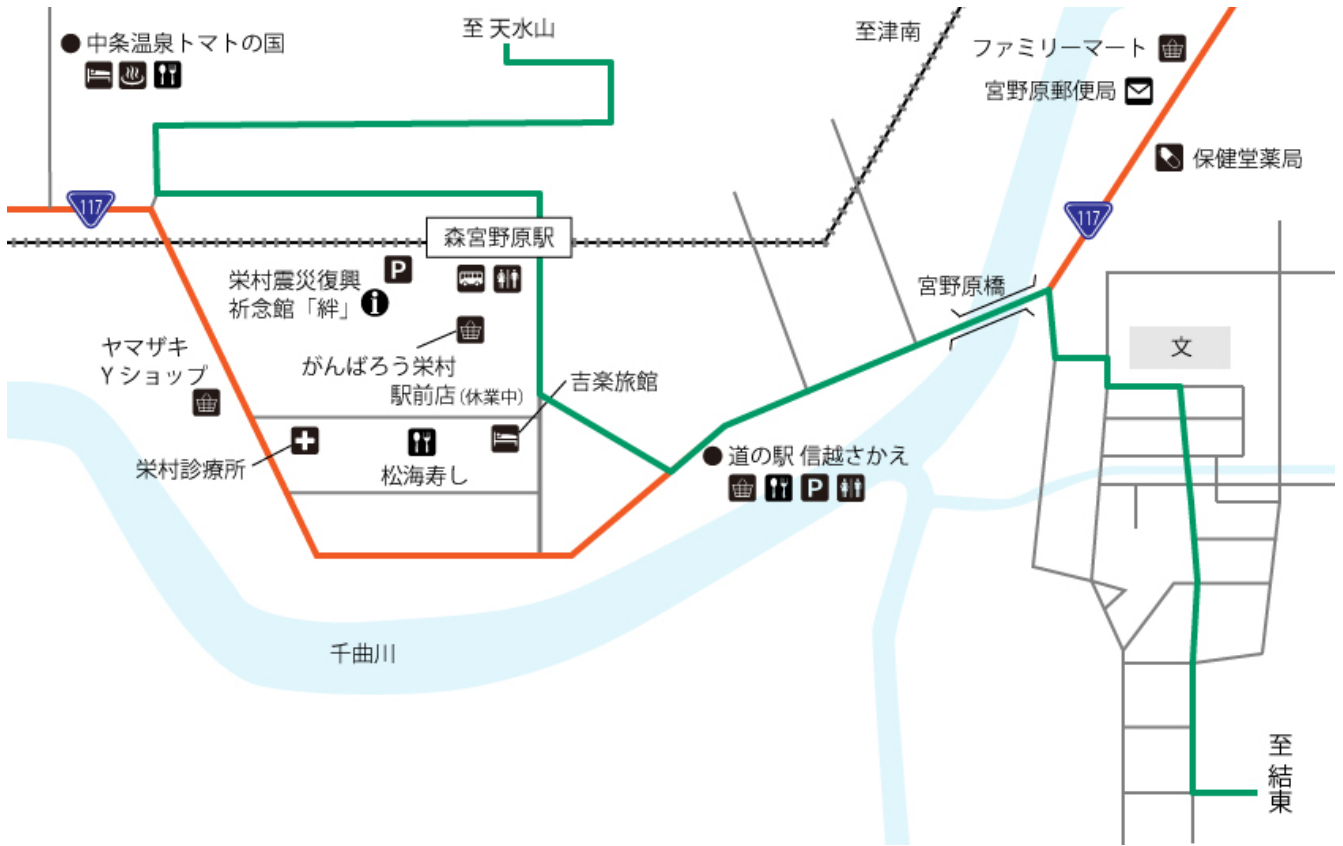 至 天水山
至津南
中条温泉トマトの国
ファミリーマート
宮野原郵便局
保健堂薬局
117
117
森宮野原駅
栄村震災復興
祈念館「絆」
P
i
宮野原橋
ヤマザキ
Yショップ
がんばろう栄村
駅前店(休業中)
吉楽旅館
文
栄村診療所
松海寿し
道の駅 信越さかえ
P
千曲川
至 結東